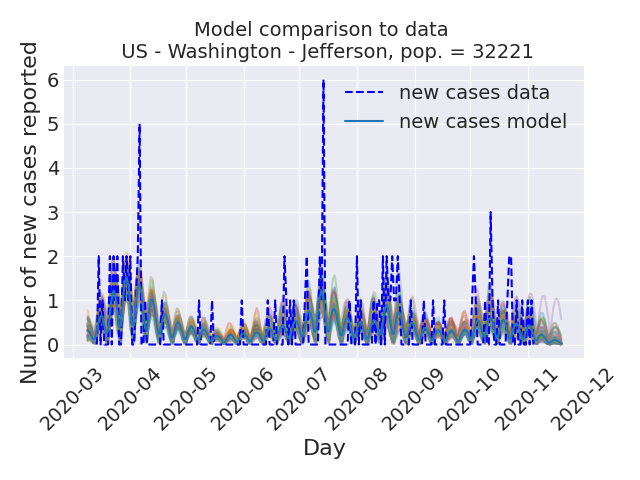 Model comparison to data
US - Washington - Jefferson, pop. = 32221
Number of new cases reported
6
5
4
3
2
1
0
new cases data
new cases model
2020-03
2020-04
2020-05
2020-06
2020-07
2020-08
2020-09
2020-10
2020-11
2020-12
Day